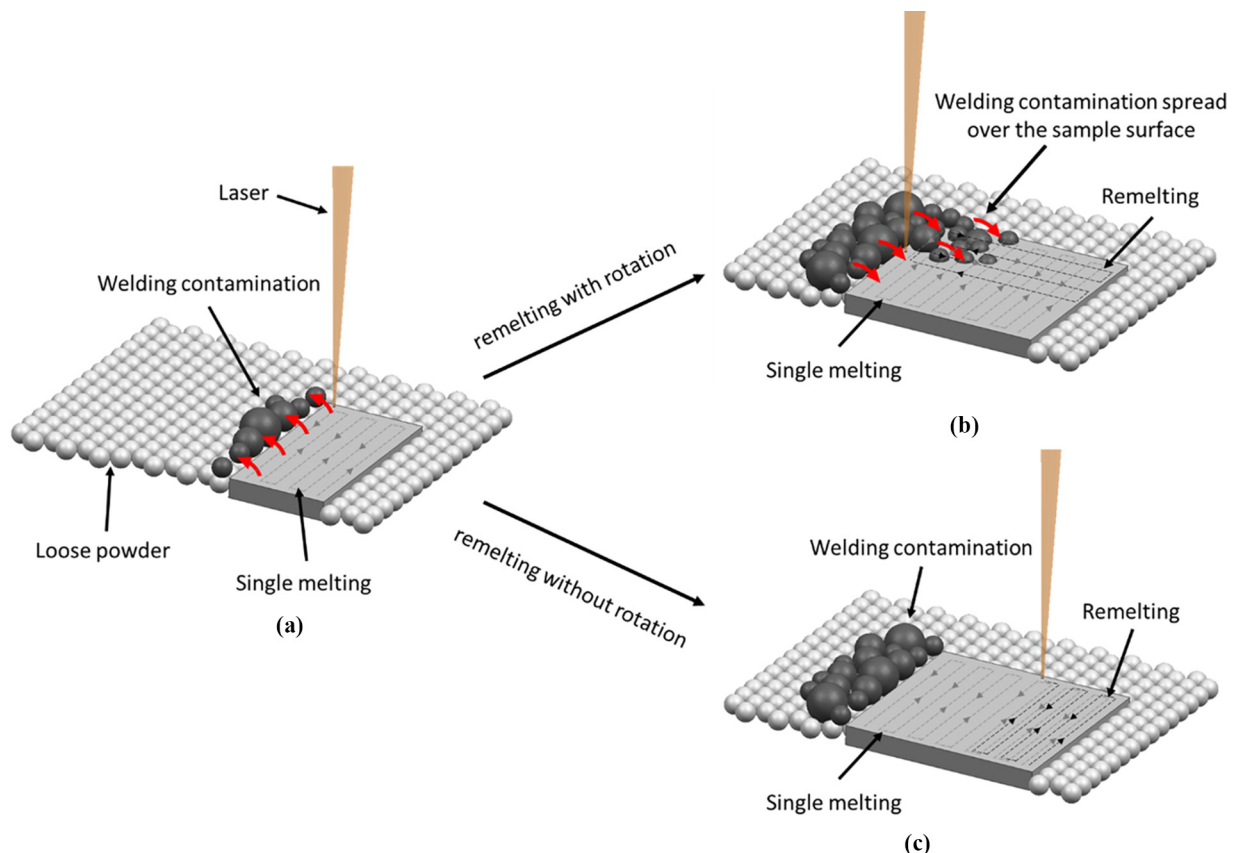 Laser
Welding contamination
Loose powder
Single melting
(a)
remelting with rotation
remelting without rotation
Welding contamination spread
over the sample surface
Remelting
Single melting
(b)
Welding contamination
Remelting
Single melting
(c)